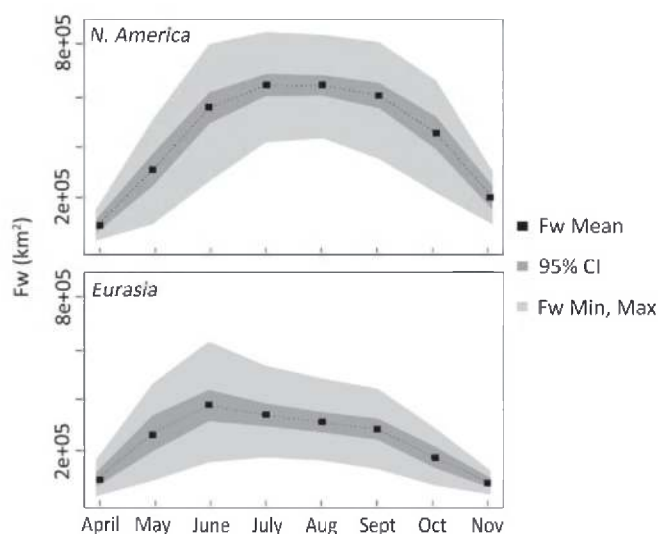 N. America
8e+05
2e+05
Fw (km²)
Fw Mean
95% CI
Fw Min, Max
Eurasia
8e+05
2e+05
April May June July Aug Sept Oct Nov